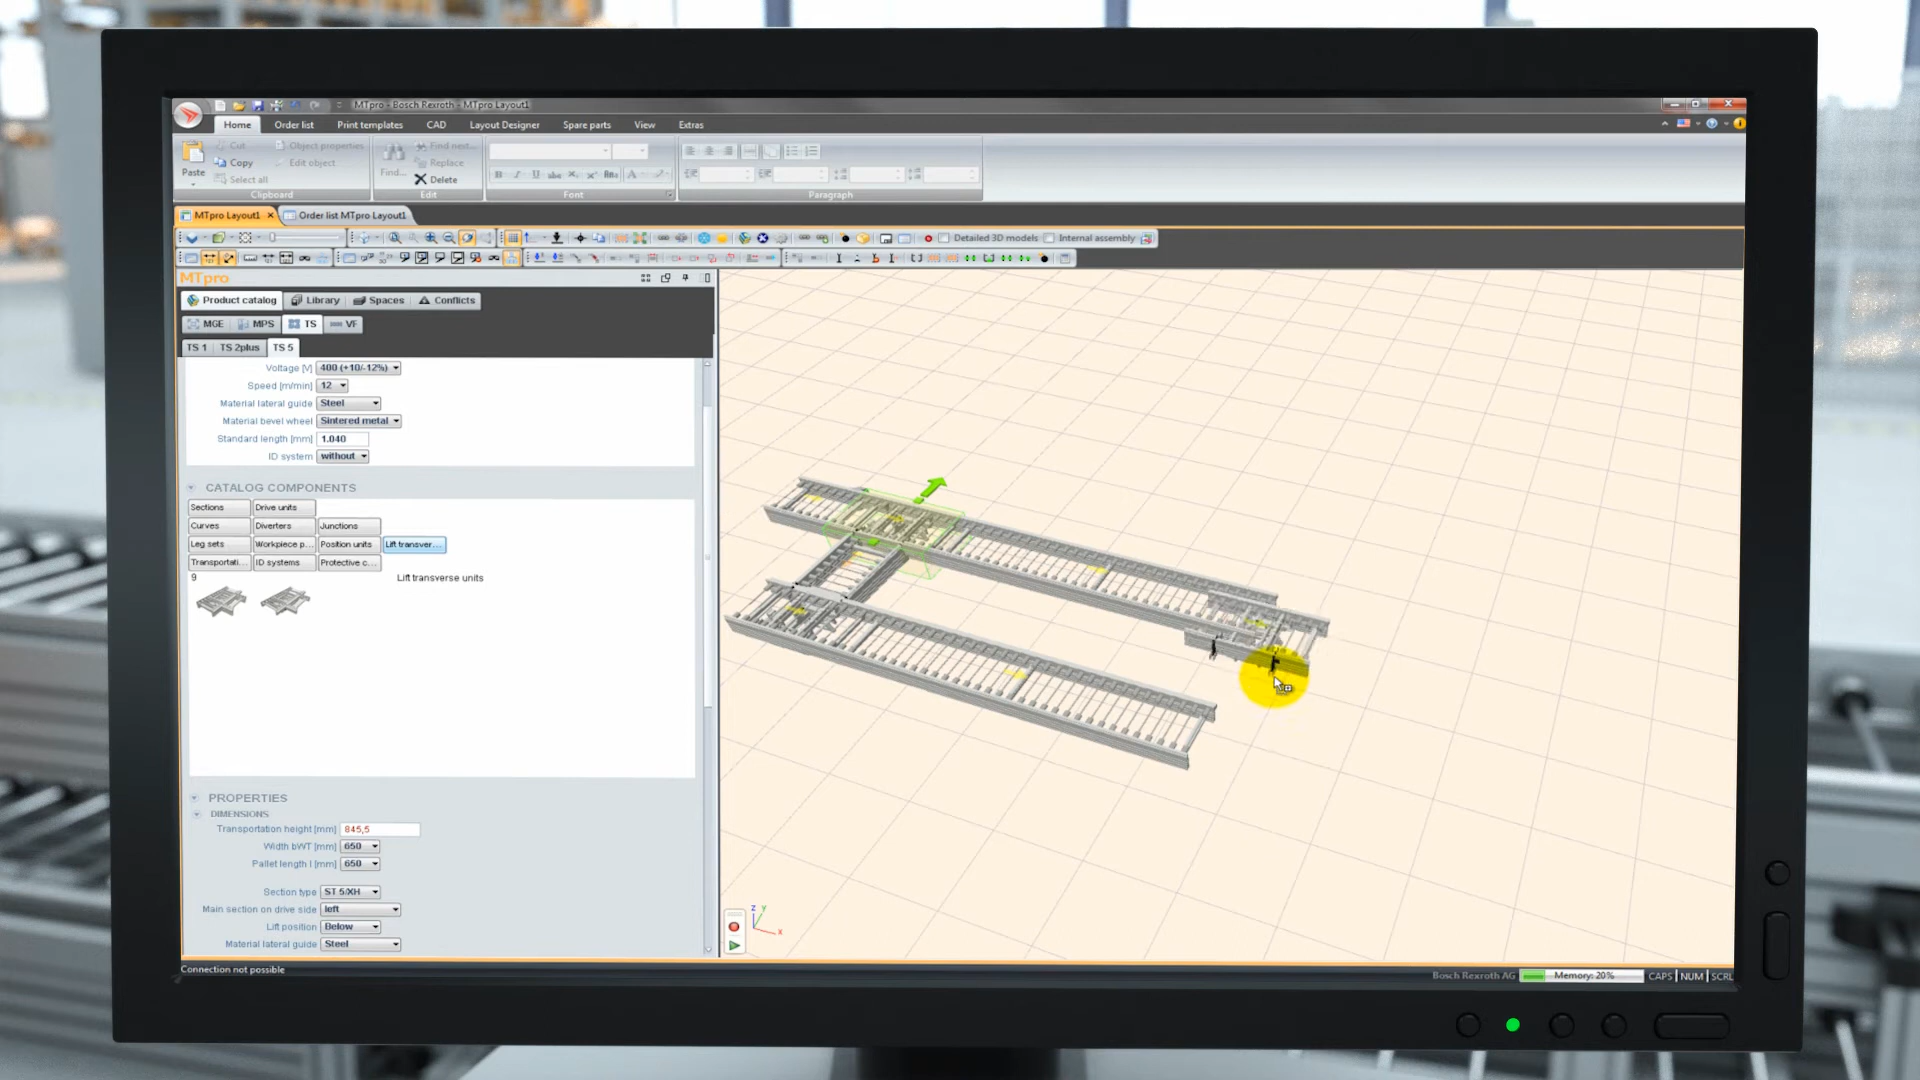 MTpro - Bosch Rexroth - MTpro Layout1
Home Order list Print templates CAD Layout Designer Spare parts View Extras
Paste
Cut
Copy
Select all
Object properties
Edit object
Clipboard
Find...
Find next...
Replace
Delete
Edit
Font
Paragraph
MTpro Layout1 Order list MTpro Layout1
Detailed 3D models Internal assembly
MTpro
Product catalog Library Spaces Conflicts
MGE MPS TS VF
TS 1 TS 2plus TS 5
Voltage [V] 400 (+10/-12%)
Speed [m/min] 12
Material lateral guide Steel
Material bevel wheel Sintered metal
Standard length [mm] 1.040
ID system without
CATALOG COMPONENTS
Sections Drive units
Curves Diverters Junctions
Leg sets Workpiece p... Position units Lift transver...
Transportati... ID systems Protective c...
9 Lift transverse units
PROPERTIES
DIMENSIONS
Transportation height [mm] 845,5
Width bWT [mm] 650
Pallet length l [mm] 650
Section type ST 5/XH
Main section on drive side left
Lift position Below
Material lateral guide Steel
z y
x
Connection not possible
Bosch Rexroth AG Memory: 20% CAPS NUM SCRL